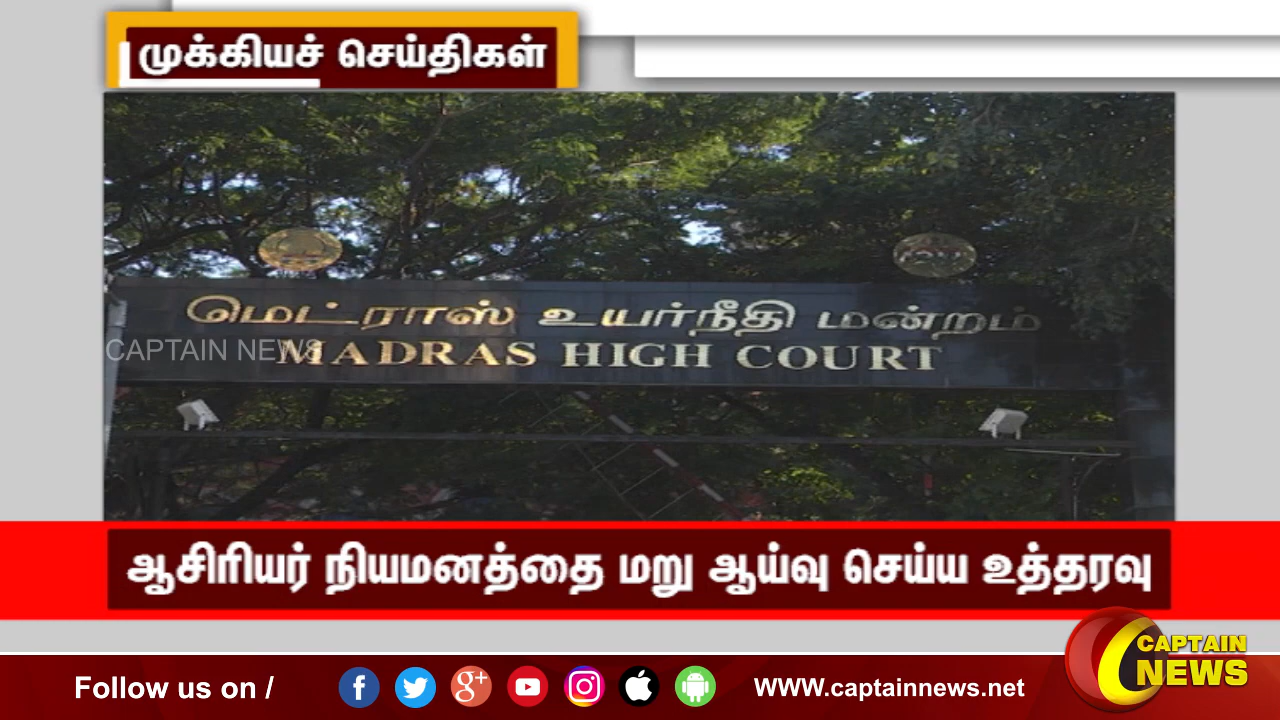 முக்கியச் செய்திகள்
மெட்ராஸ் உயர்நீதி மன்றம்
CAPTAIN NEWS
MADRAS HIGH COURT
ஆசிரியர் நியமனத்தை மறு ஆய்வு செய்ய உத்தரவு
CAPTAIN
NEWS
Follow us on /
WWW.captainnews.net